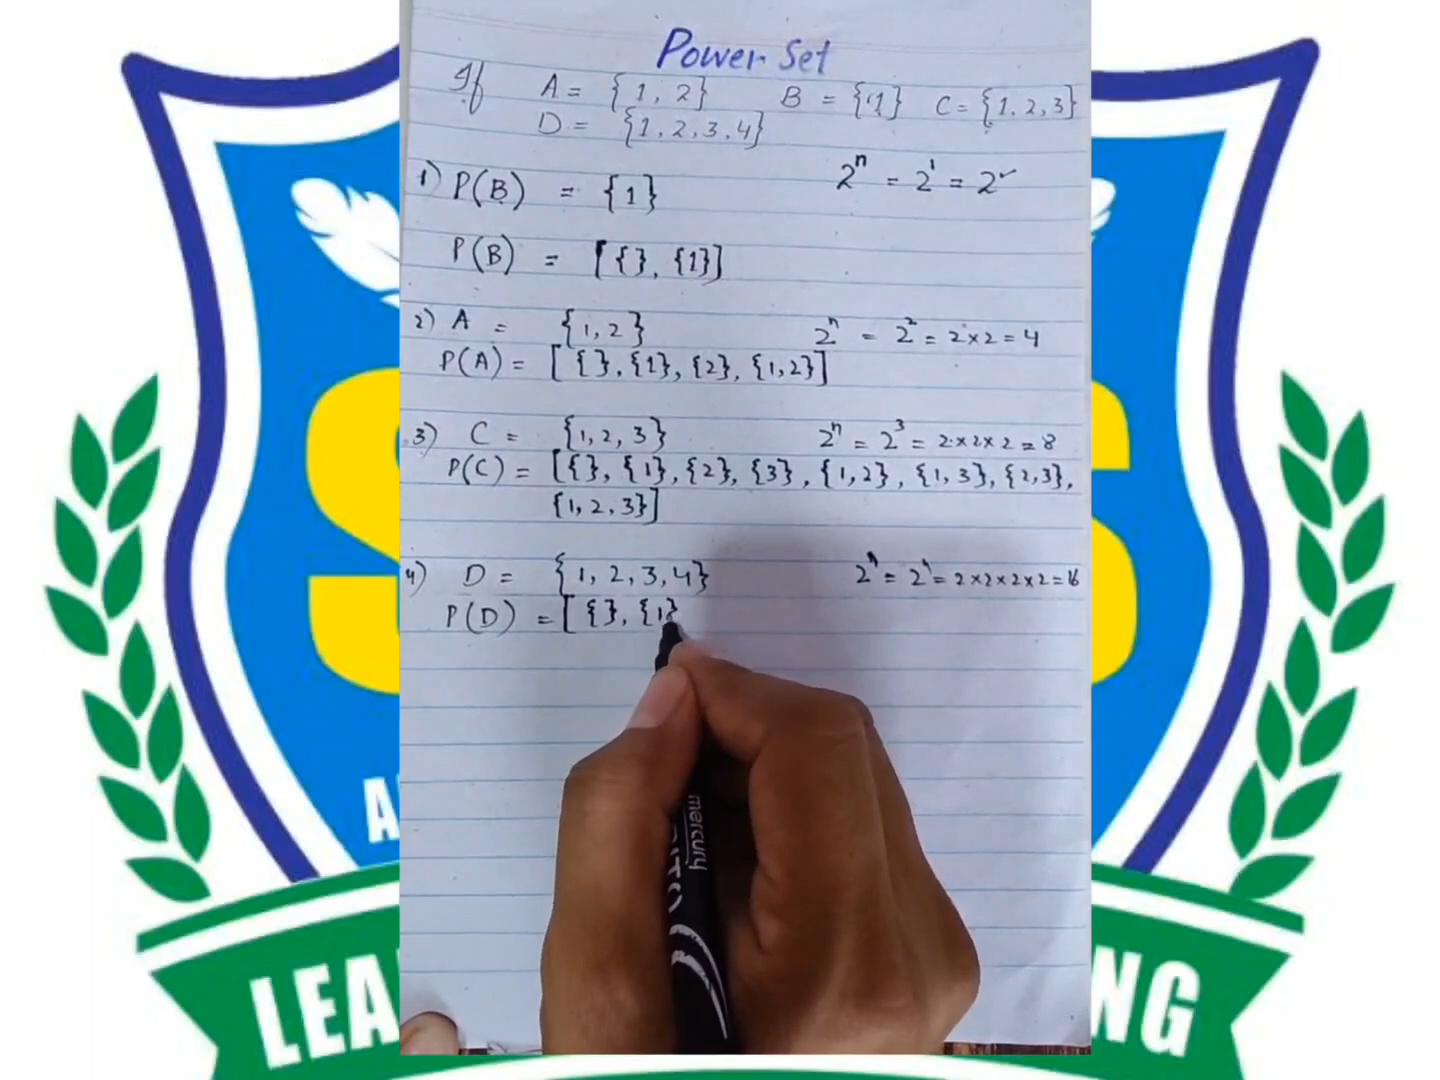 Power Set
If A = {1, 2} B = {1} C = {1, 2, 3}
D = {1, 2, 3, 4}
1) P(B) = {1} 2ⁿ = 2¹ = 2
P(B) = [{}, {1}]
2) A = {1, 2} 2ⁿ = 2² = 2 × 2 = 4
P(A) = [{}, {1}, {2}, {1,2}]
3) C = {1, 2, 3} 2ⁿ = 2³ = 2 × 2 × 2 = 8
P(C) = [{}, {1}, {2}, {3}, {1,2}, {1,3}, {2,3},
{1, 2, 3}]
4) D = {1, 2, 3, 4} 2ⁿ = 2⁴ = 2 × 2 × 2 × 2 = 16
P(D) = [{}, {1}
S S
A
LEA NG
mercury